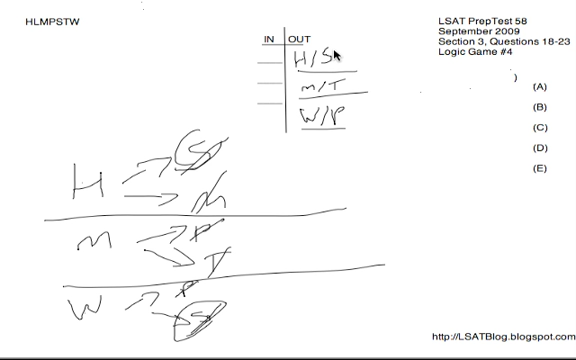 HLMPSTW
LSAT PrepTest 58
September 2009
Section 3, Questions 18-23
Logic Game #4
IN OUT
H/S
M/T
W/P
)
(A)
(B)
(C)
(D)
(E)
H → S
→ M
M → P
→ T
W → P
→ S
http://LSATBlog.blogspot.com